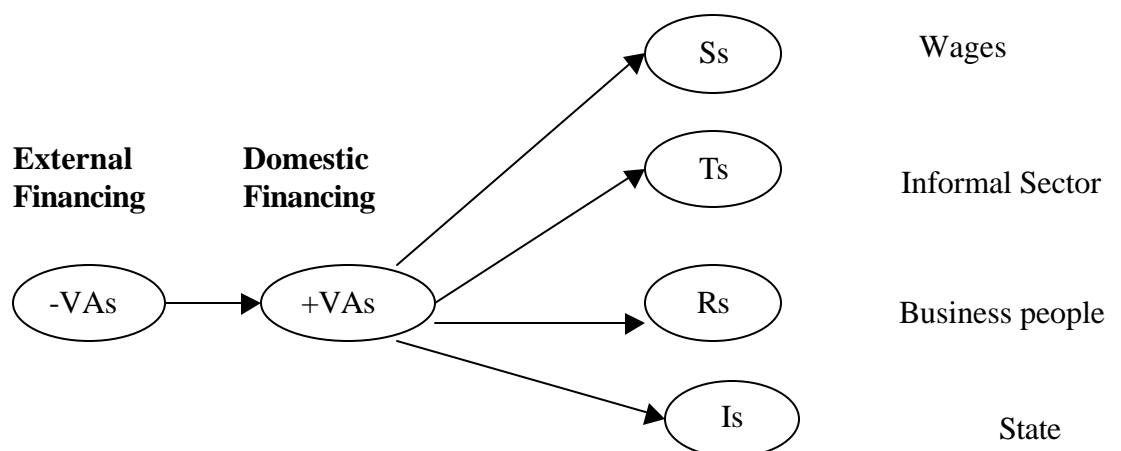 Ss
Wages
External
Financing
Domestic
Financing
Ts
Informal Sector
-VAs
+VAs
Rs
Business people
Is
State